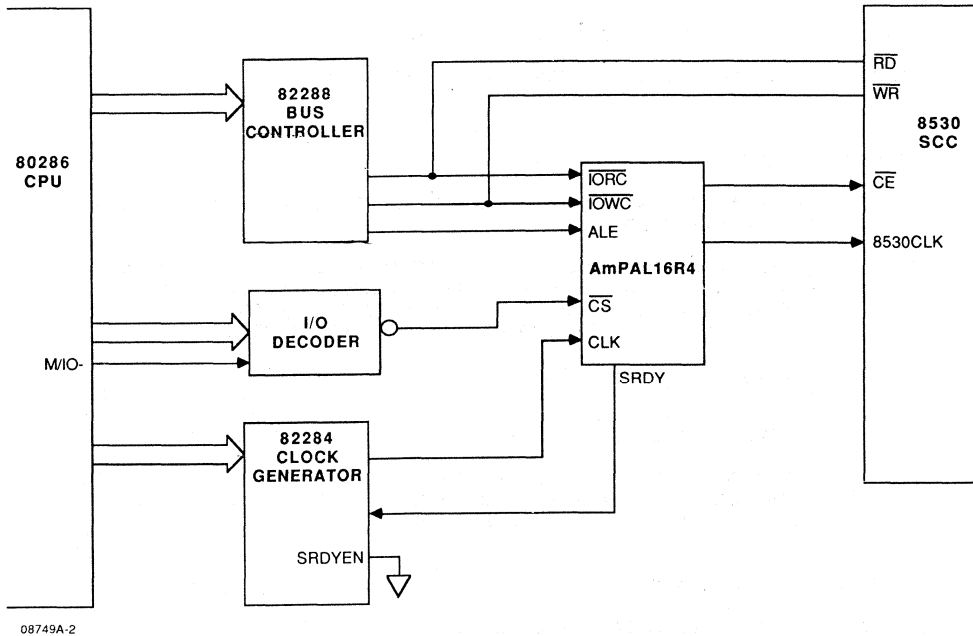 80286
CPU
M/IO-
82288
BUS
CONTROLLER
I/O
DECODER
82284
CLOCK
GENERATOR
SRDYEN
IORC
IOWC
ALE
AmPAL16R4
CS
CLK
SRDY
RD
WR
8530
SCC
CE
8530CLK
08749A-2